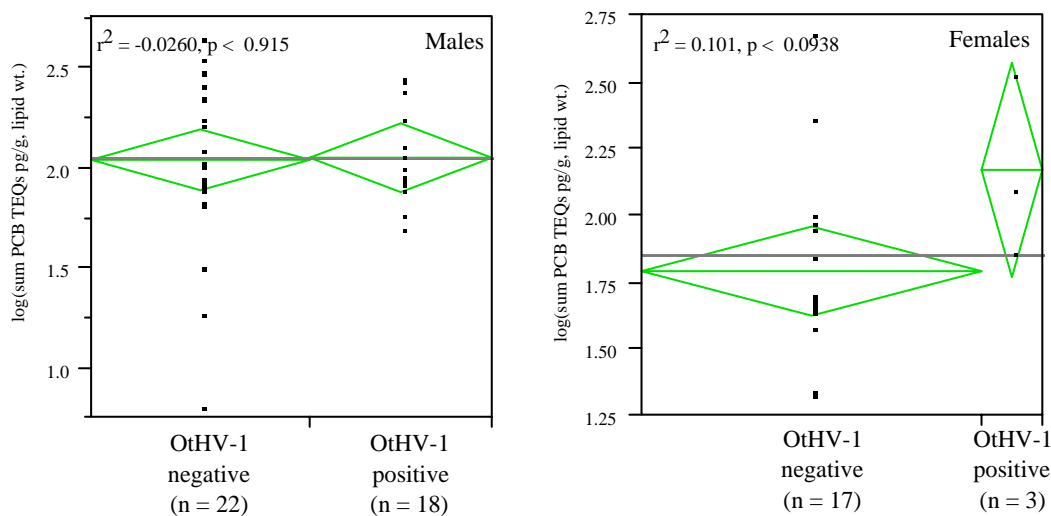 r2 = -0.0260, p < 0.915
Males
log(sum PCB TEQs pg/g, lipid wt.)
2.5
2.0
1.5
1.0
OtHV-1
negative
(n = 22)
OtHV-1
positive
(n = 18)
r2 = 0.101, p < 0.0938
Females
log(sum PCB TEQs pg/g, lipid wt.)
2.75
2.50
2.25
2.00
1.75
1.50
1.25
OtHV-1
negative
(n = 17)
OtHV-1
positive
(n = 3)